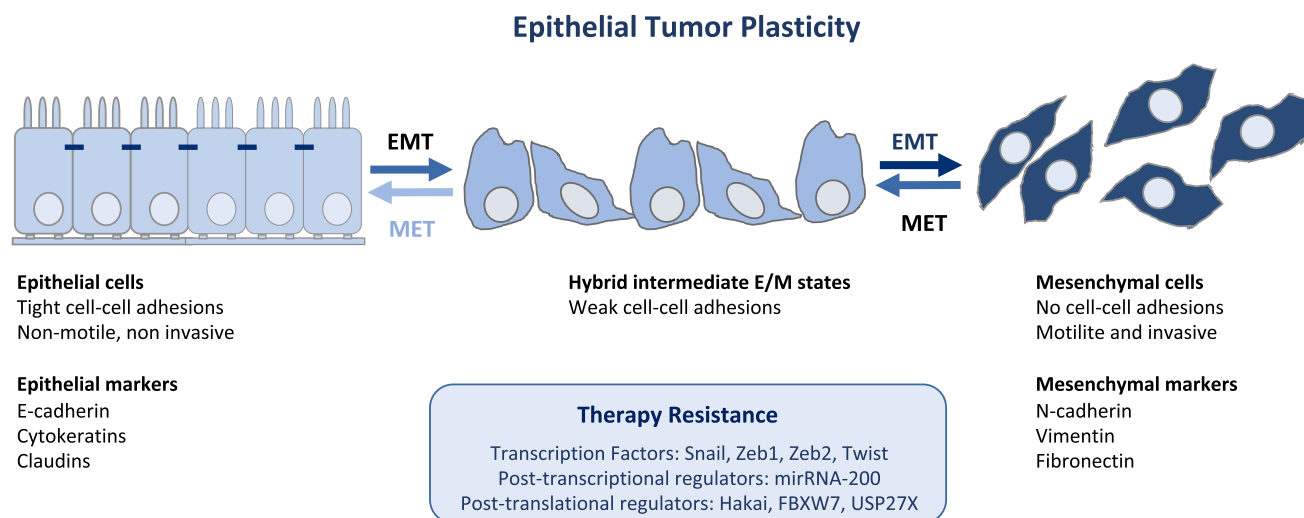 Epithelial Tumor Plasticity
EMT
MET
EMT
MET
Epithelial cells
Tight cell-cell adhesions
Non-motile, non invasive
Hybrid intermediate E/M states
Weak cell-cell adhesions
Mesenchymal cells
No cell-cell adhesions
Motilite and invasive
Epithelial markers
E-cadherin
Cytokeratins
Claudins
Therapy Resistance
Transcription Factors: Snail, Zeb1, Zeb2, Twist
Post-transcriptional regulators: mirRNA-200
Post-translational regulators: Hakai, FBXW7, USP27X
Mesenchymal markers
N-cadherin
Vimentin
Fibronectin